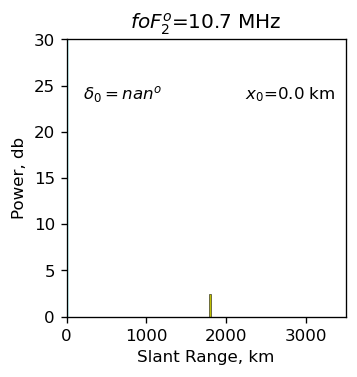 foF₂ᵒ=10.7 MHz
30
25
20
15
10
5
0
Power, db
δ₀ = nanᵒ
x₀=0.0 km
0 1000 2000 3000
Slant Range, km